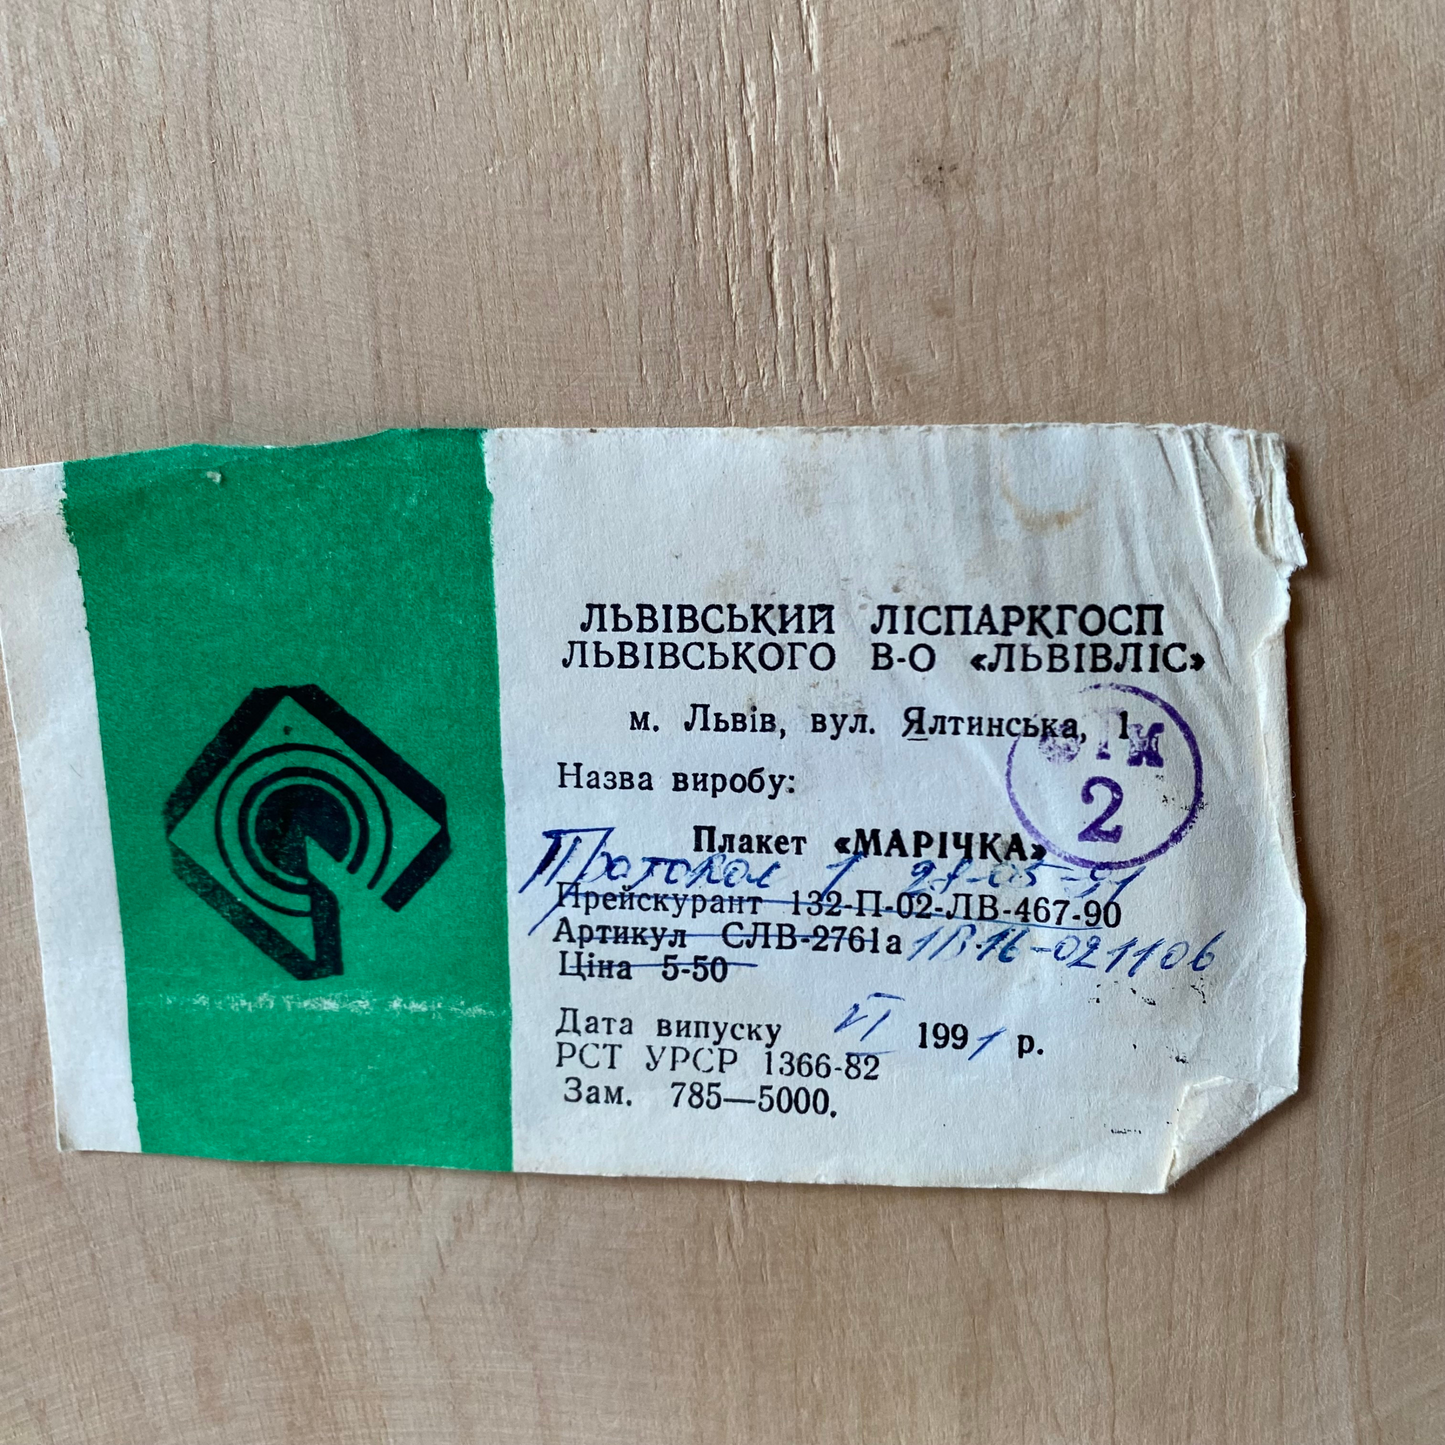 ЛЬВІВСЬКИЙ ЛІСПАРКГОСП
ЛЬВІВСЬКОГО В-О «ЛЬВІВЛІС»
м. Львів, вул. Ялтинська, 1
2
Назва виробу:
Плакет «МАРІЧКА»
Протокол 1 28-05-91
Прейскурант 132-П-02-ЛВ-467-90
Артикул СЛВ-2761а 1В16-021106
Ціна 5-50
Дата випуску VI 1991 р.
РСТ УРСР 1366-82
Зам. 785—5000.